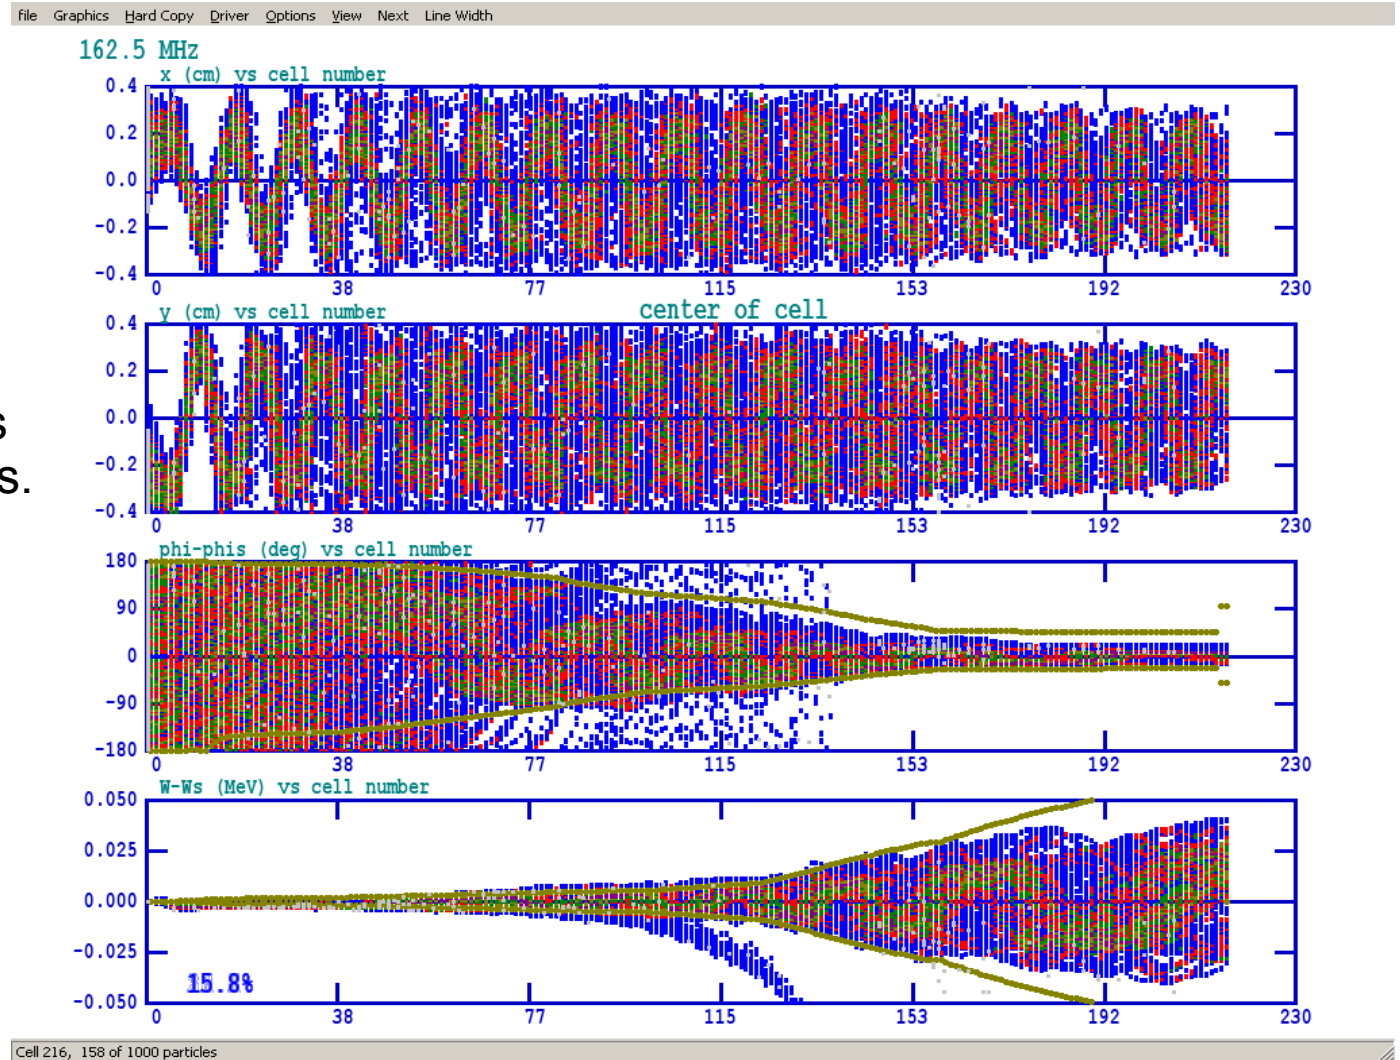 file Graphics Hard Copy Driver Options View Next Line Width
162.5 MHz
x (cm) vs cell number
0.4
0.2
0.0
-0.2
-0.4
0 38 77 115 153 192 230
y (cm) vs cell number center of cell
0.4
0.2
0.0
-0.2
-0.4
0 38 77 115 153 192 230
s
s.
phi-phis (deg) vs cell number
180
90
0
-90
-180
0 38 77 115 153 192 230
W-Ws (MeV) vs cell number
0.050
0.025
0.000
-0.025
-0.050
15.8%
0 38 77 115 153 192 230
Cell 216, 158 of 1000 particles